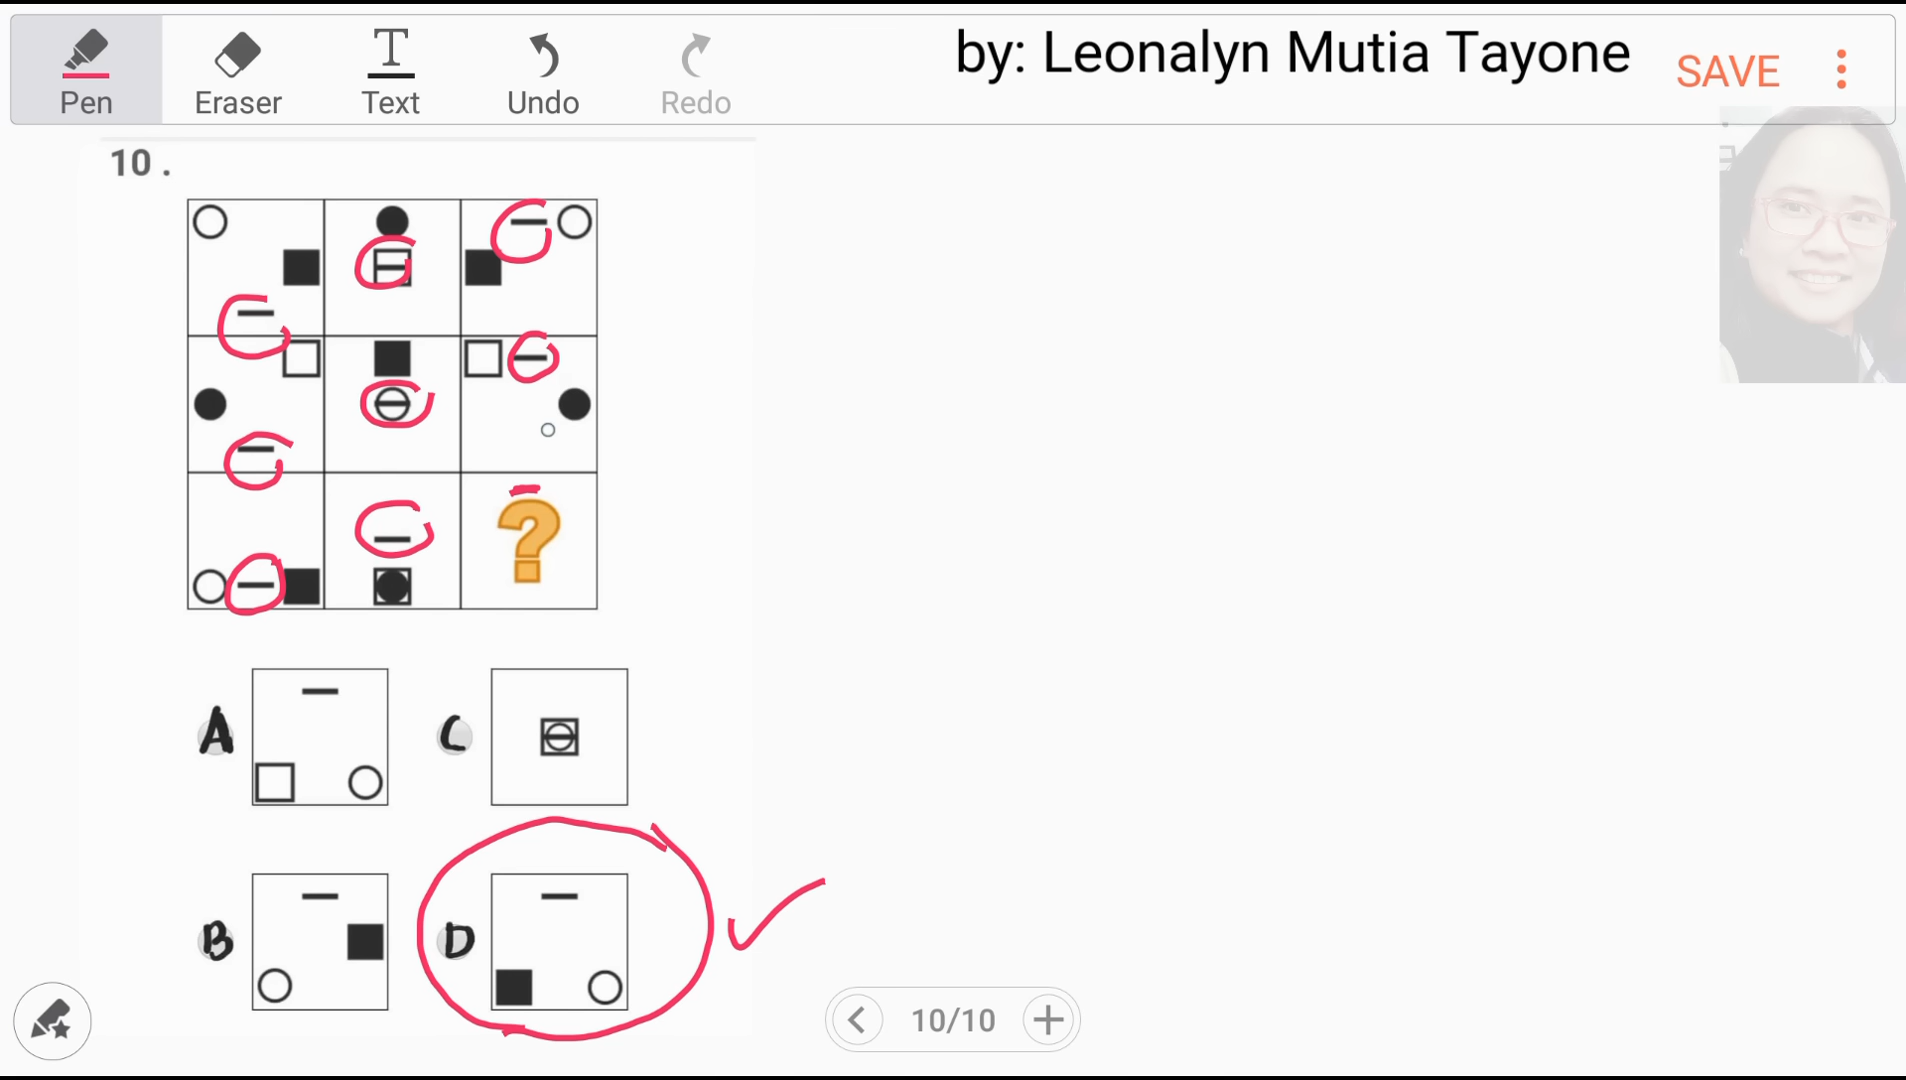 Pen Eraser Text Undo Redo by: Leonalyn Mutia Tayone SAVE
10 .
A C
B D
10/10